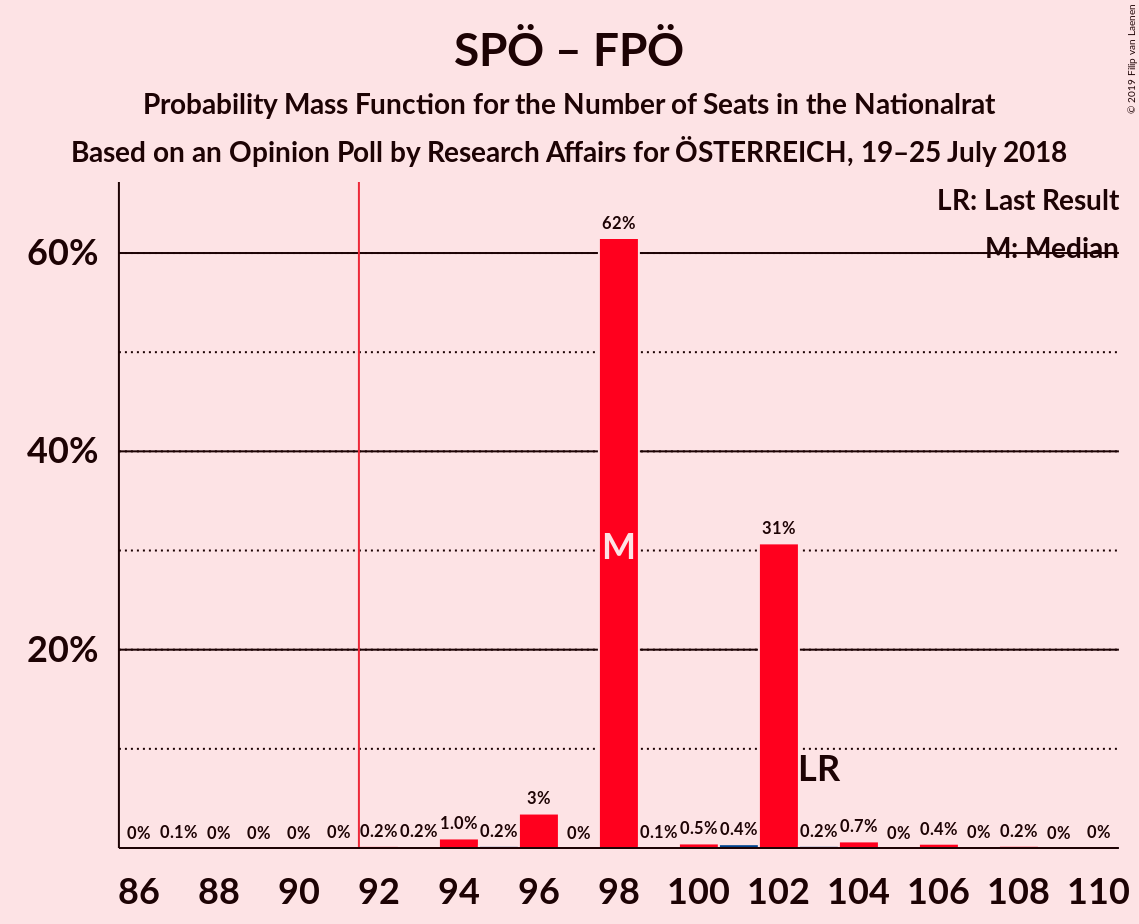 SPÖ – FPÖ
Probability Mass Function for the Number of Seats in the Nationalrat
Based on an Opinion Poll by Research Affairs for ÖSTERREICH, 19–25 July 2018
© 2019 Filip van Laenen
LR: Last Result
M: Median
60%
40%
20%
0% 0.1% 0% 0% 0% 0% 0.2% 0.2% 1.0% 0.2% 3% 0% 62% 0.1% 0.5% 0.4% 31% 0.2% 0.7% 0% 0.4% 0% 0.2% 0% 0%
M
LR
86 88 90 92 94 96 98 100 102 104 106 108 110